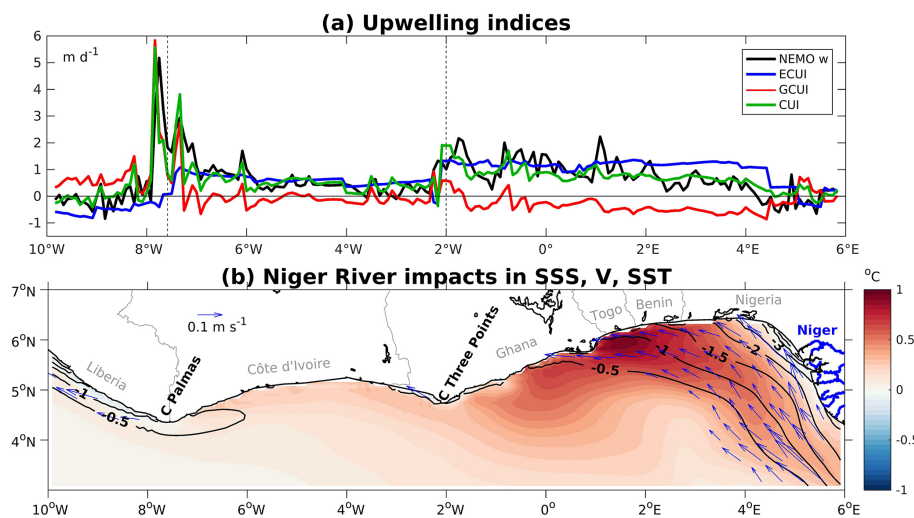 (a) Upwelling indices
6
5
4
3
2
1
0
-1
m d⁻¹
NEMO w
ECUI
GCUI
CUI
10°W 8°W 6°W 4°W 2°W 0° 2°E 4°E 6°E
(b) Niger River impacts in SSS, V, SST
°C
7°N
6°N
5°N
4°N
0.1 m s⁻¹
Liberia
C Palmas
Côte d'Ivoire
C Three Points
Ghana
Togo
Benin
Nigeria
Niger
-1
-0.5
-0.5
-1
-1.5
-2
-3
1
0.5
0
-0.5
-1
10°W 8°W 6°W 4°W 2°W 0° 2°E 4°E 6°E